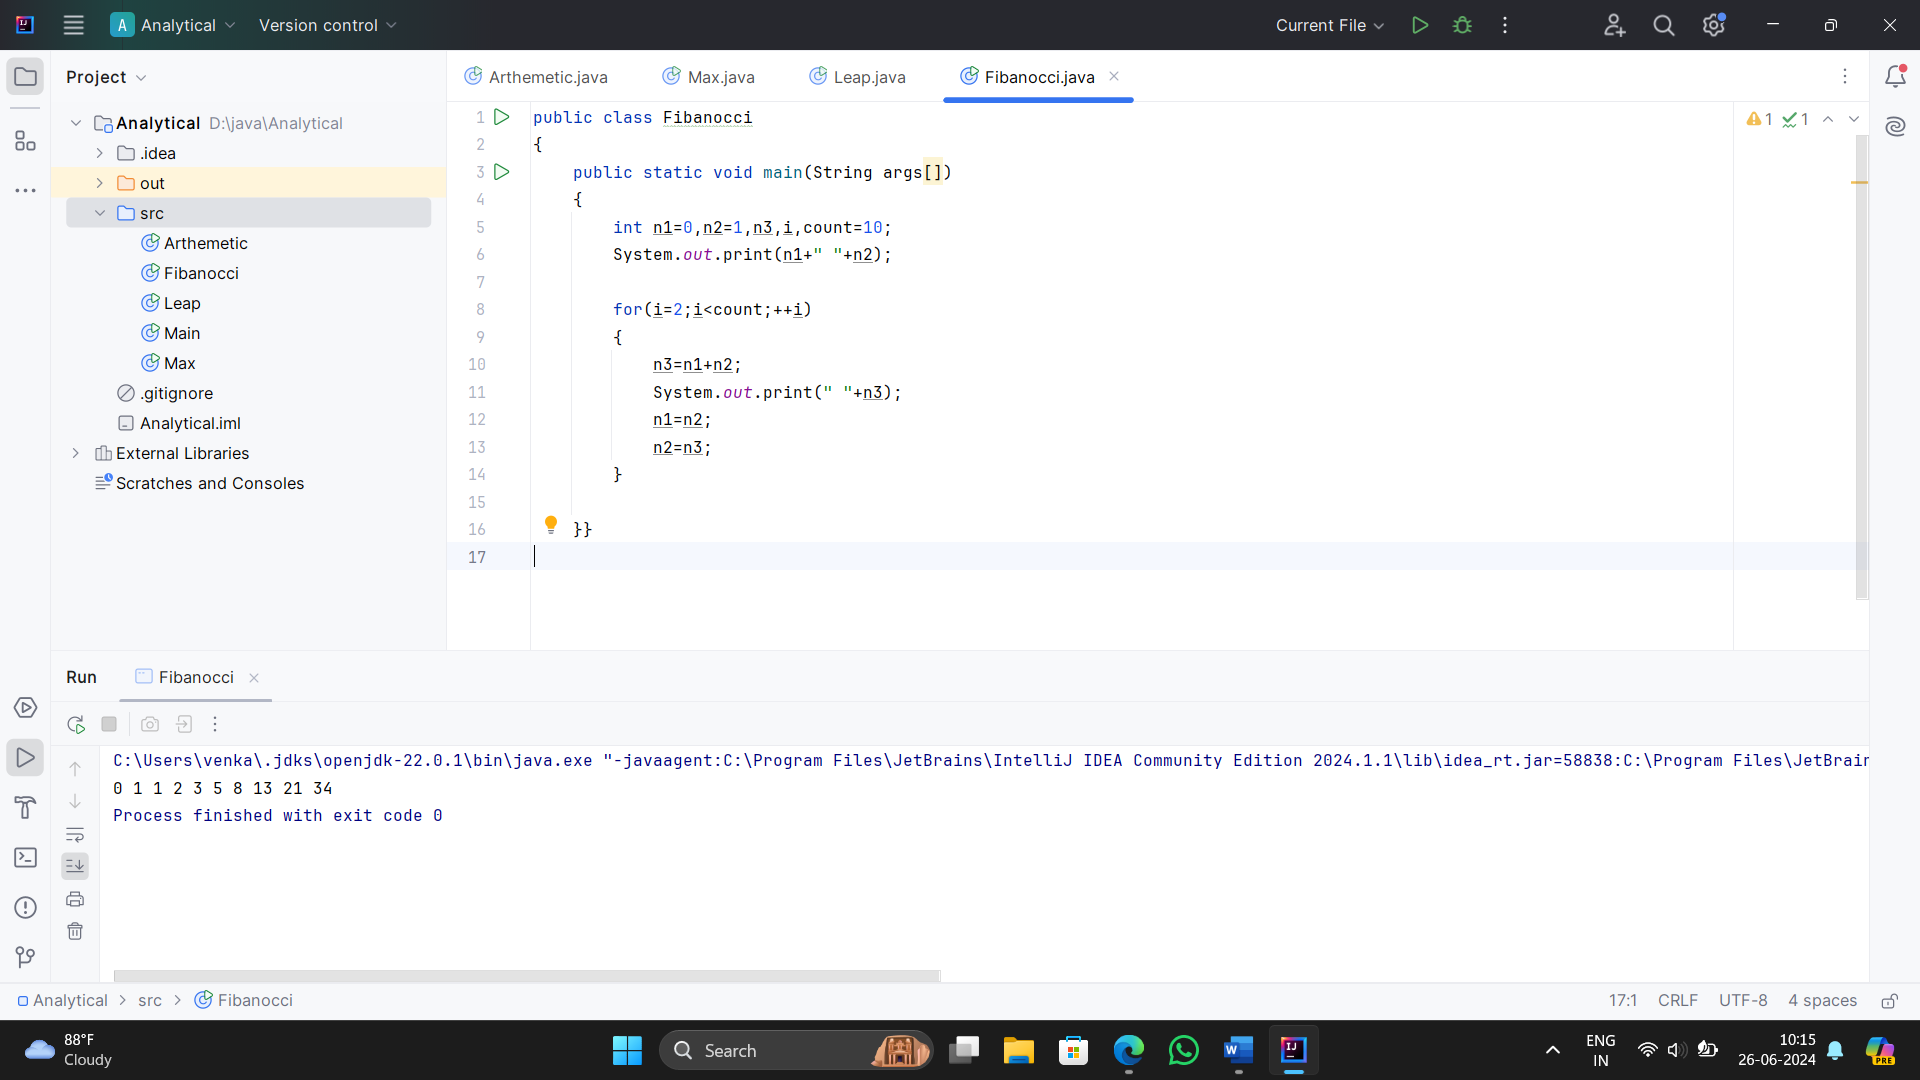 Analytical Version control Current File
Project
Arthemetic.java Max.java Leap.java Fibanocci.java
Analytical D:\java\Analytical
.idea
out
src
Arthemetic
Fibanocci
Leap
Main
Max
.gitignore
Analytical.iml
External Libraries
Scratches and Consoles
1 public class Fibanocci
2 {
3 public static void main(String args[])
4 {
5 int n1=0,n2=1,n3,i,count=10;
6 System.out.print(n1+" "+n2);
7
8 for(i=2;i<count;++i)
9 {
10 n3=n1+n2;
11 System.out.print(" "+n3);
12 n1=n2;
13 n2=n3;
14 }
15
16 }}
17
1 1
Run Fibanocci
C:\Users\venka\.jdks\openjdk-22.0.1\bin\java.exe "-javaagent:C:\Program Files\JetBrains\IntelliJ IDEA Community Edition 2024.1.1\lib\idea_rt.jar=58838:C:\Program Files\JetBrain
0 1 1 2 3 5 8 13 21 34
Process finished with exit code 0
Analytical > src > Fibanocci 17:1 CRLF UTF-8 4 spaces
88°F
Cloudy
Search
ENG
IN
10:15
26-06-2024
PRE